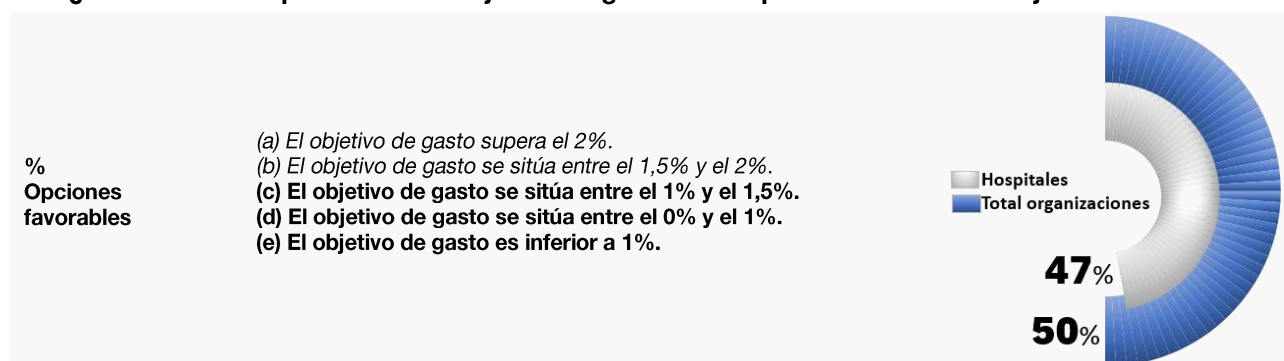 (a) El objetivo de gasto supera el 2%.
%
Opciones
favorables
(b) El objetivo de gasto se sitúa entre el 1,5% y el 2%.
(c) El objetivo de gasto se sitúa entre el 1% y el 1,5%.
(d) El objetivo de gasto se sitúa entre el 0% y el 1%.
(e) El objetivo de gasto es inferior a 1%.
Hospitales
Total organizaciones
47%
50%